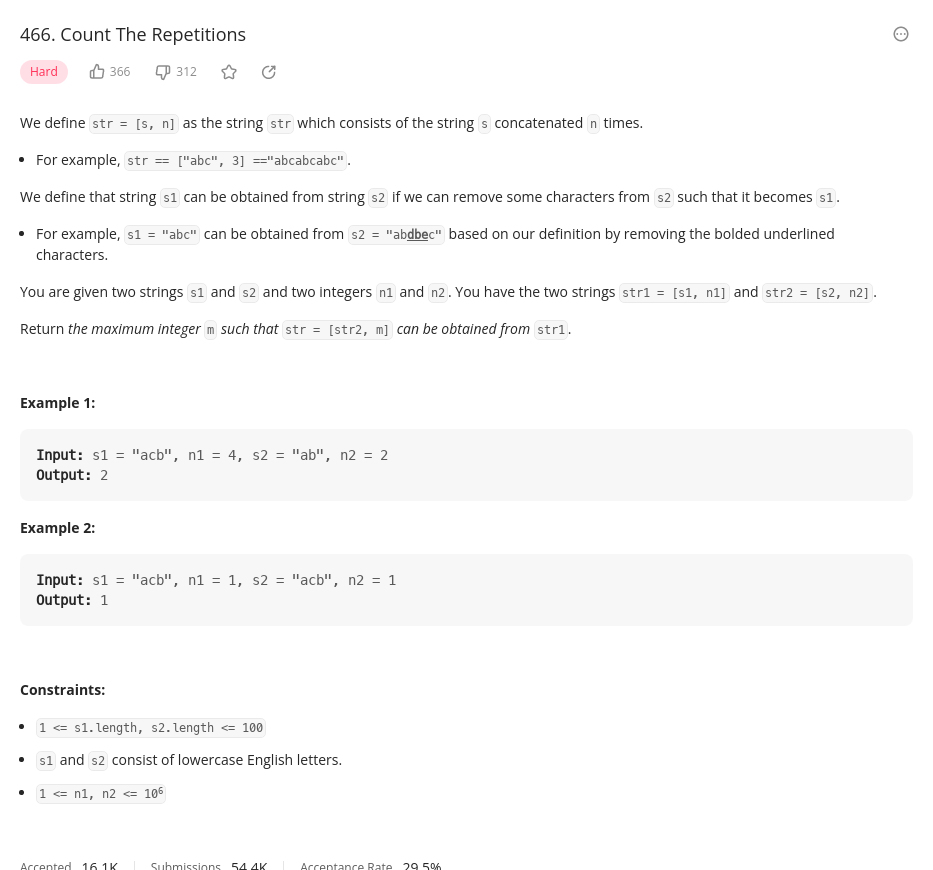 466. Count The Repetitions
Hard 366 312
We define str = [s, n] as the string str which consists of the string s concatenated n times.
• For example, str == ["abc", 3] =="abcabcabc".
We define that string s1 can be obtained from string s2 if we can remove some characters from s2 such that it becomes s1.
• For example, s1 = "abc" can be obtained from s2 = "abdbec" based on our definition by removing the bolded underlined
characters.
You are given two strings s1 and s2 and two integers n1 and n2. You have the two strings str1 = [s1, n1] and str2 = [s2, n2].
Return the maximum integer m such that str = [str2, m] can be obtained from str1.
Example 1:
Input: s1 = "acb", n1 = 4, s2 = "ab", n2 = 2
Output: 2
Example 2:
Input: s1 = "acb", n1 = 1, s2 = "acb", n2 = 1
Output: 1
Constraints:
• 1 <= s1.length, s2.length <= 100
• s1 and s2 consist of lowercase English letters.
• 1 <= n1, n2 <= 10⁶
Accepted 16.1K Submissions 54.4K Acceptance Rate 29.5%